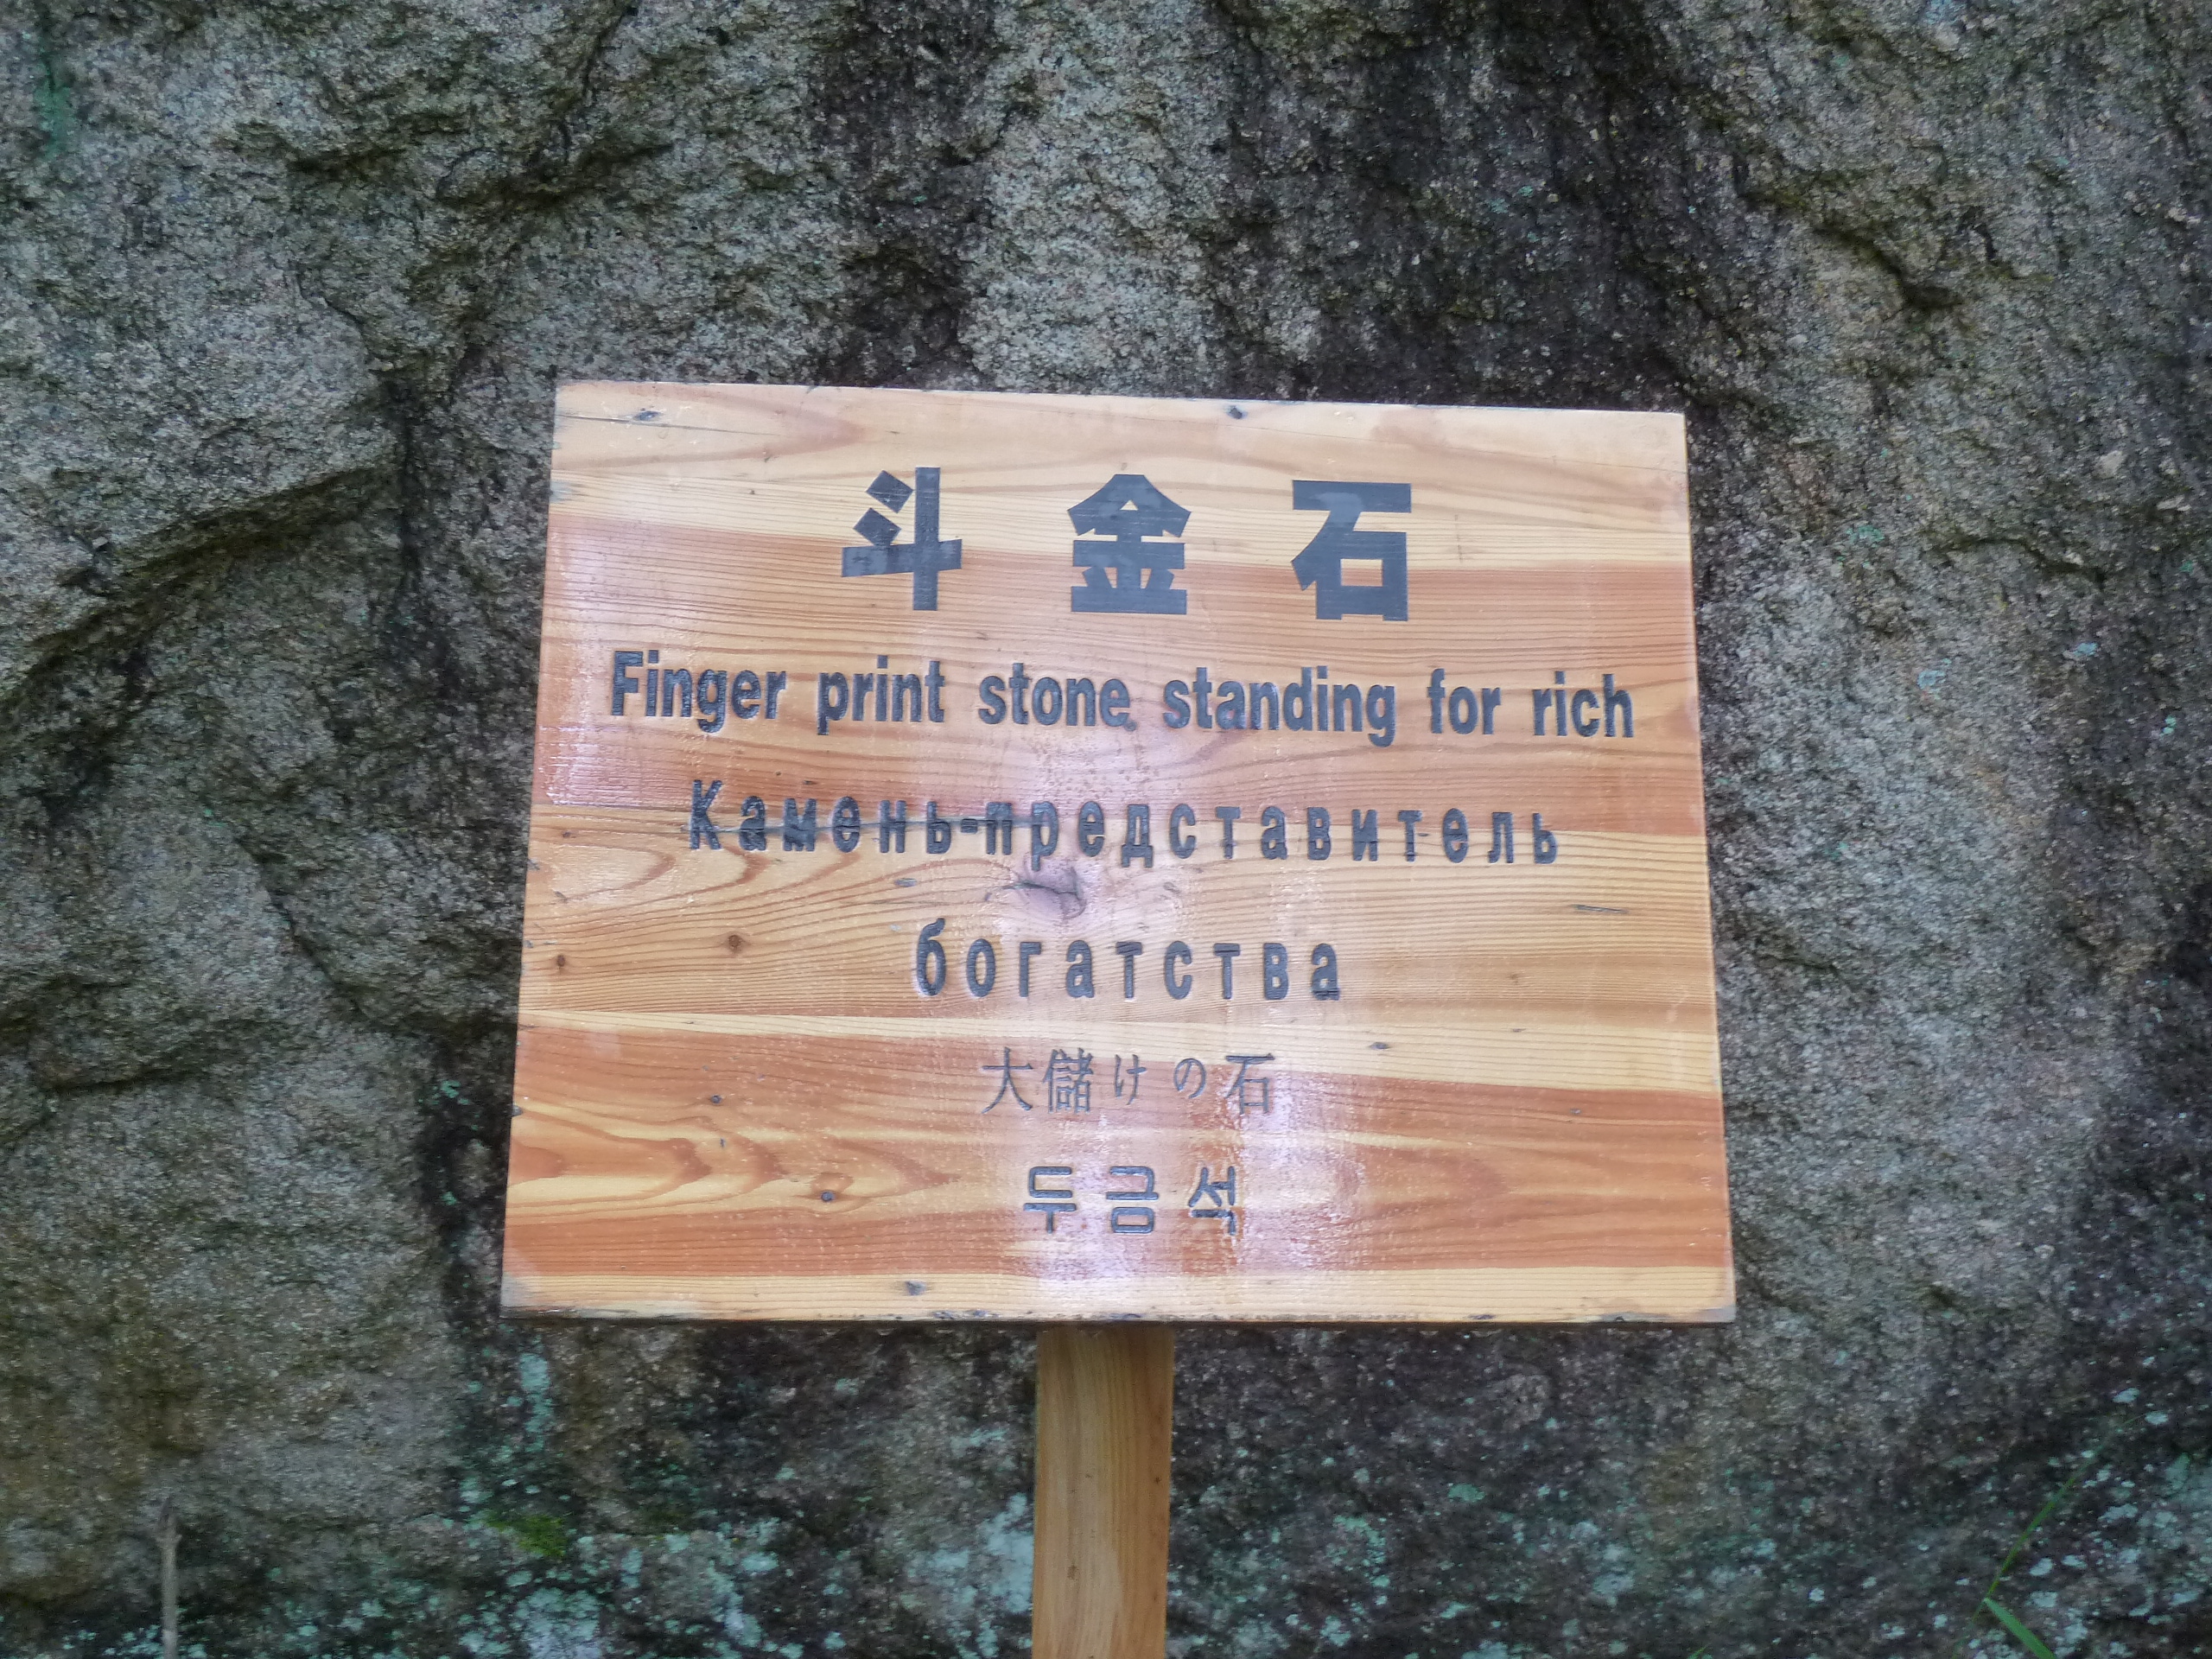 斗金石
Finger print stone, standing for rich
Камень-представитель
богатства
大儲けの石
두금석